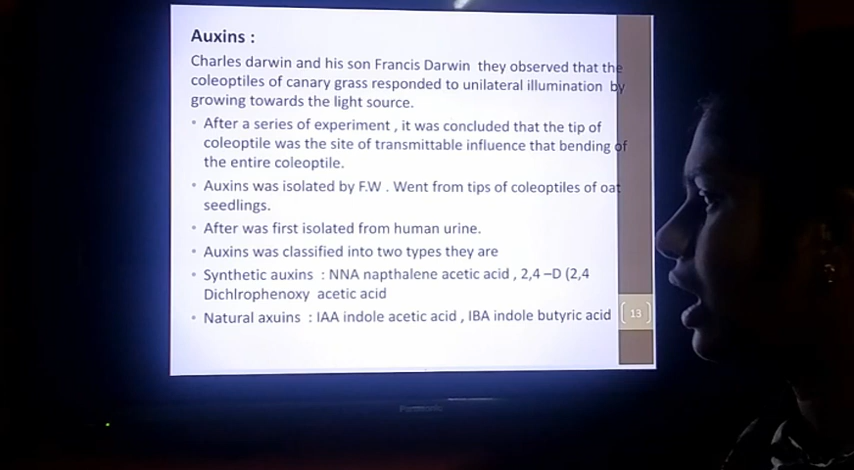 Auxins :
Charles darwin and his son Francis Darwin they observed that the
coleoptiles of canary grass responded to unilateral illumination by
growing towards the light source.
• After a series of experiment , it was concluded that the tip of
coleoptile was the site of transmittable influence that bending of
the entire coleoptile.
• Auxins was isolated by F.W . Went from tips of coleoptiles of oat
seedlings.
• After was first isolated from human urine.
• Auxins was classified into two types they are
• Synthetic auxins : NNA napthalene acetic acid , 2,4 –D (2,4
Dichlrophenoxy acetic acid
• Natural axuins : IAA indole acetic acid , IBA indole butyric acid
13
Panasonic